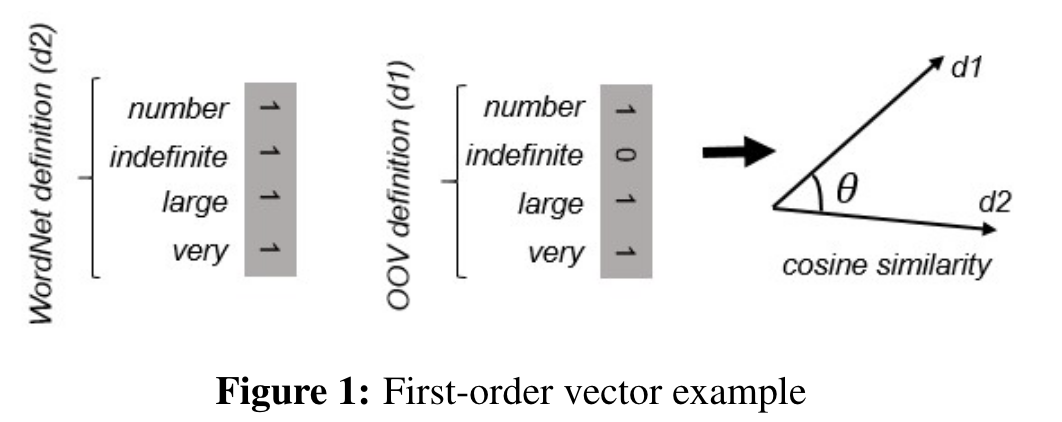 WordNet definition (d2)
number 1
indefinite 1
large 1
very 1
OOV definition (d1)
number 1
indefinite 0
large 1
very 1
d1
θ
d2
cosine similarity
Figure 1: First-order vector example